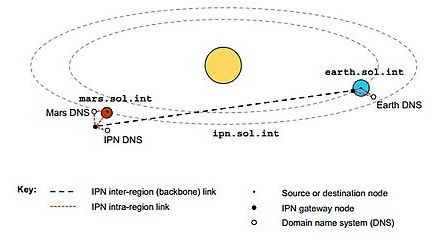 earth.sol.int
mars.sol.int
Mars DNS
Earth DNS
IPN DNS
ipn.sol.int
Key:
IPN inter-region (backbone) link
IPN intra-region link
Source or destination node
IPN gateway node
Domain name system (DNS)